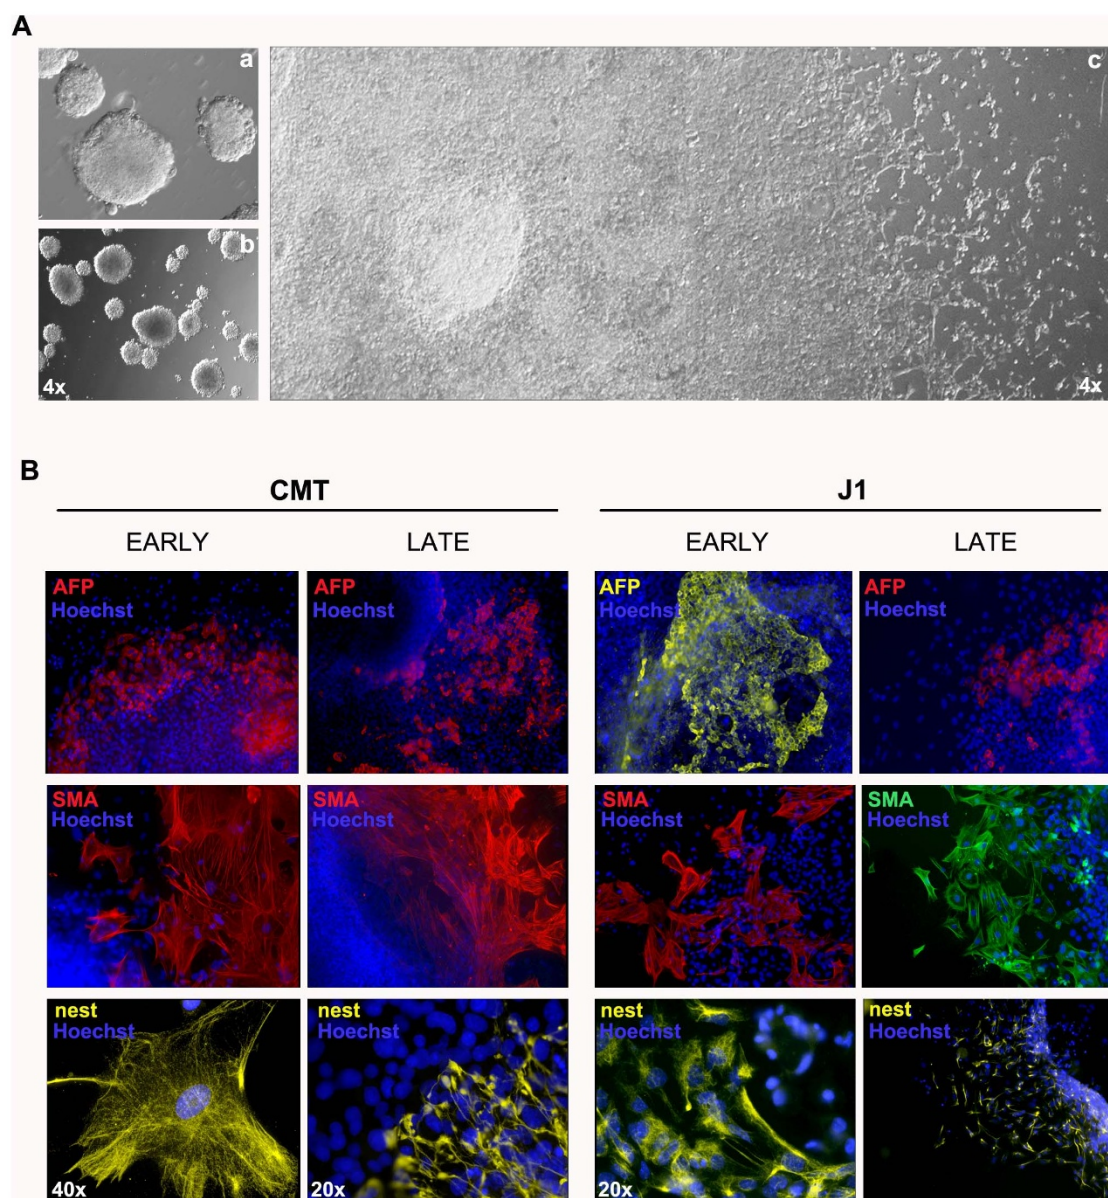 A
a
b
4x
c
4x
B
CMT
J1
EARLY
LATE
EARLY
LATE
AFP
Hoechst
AFP
Hoechst
AFP
Hoechst
AFP
Hoechst
SMA
Hoechst
SMA
Hoechst
SMA
Hoechst
SMA
Hoechst
nest
Hoechst
40x
nest
Hoechst
20x
nest
Hoechst
20x
nest
Hoechst